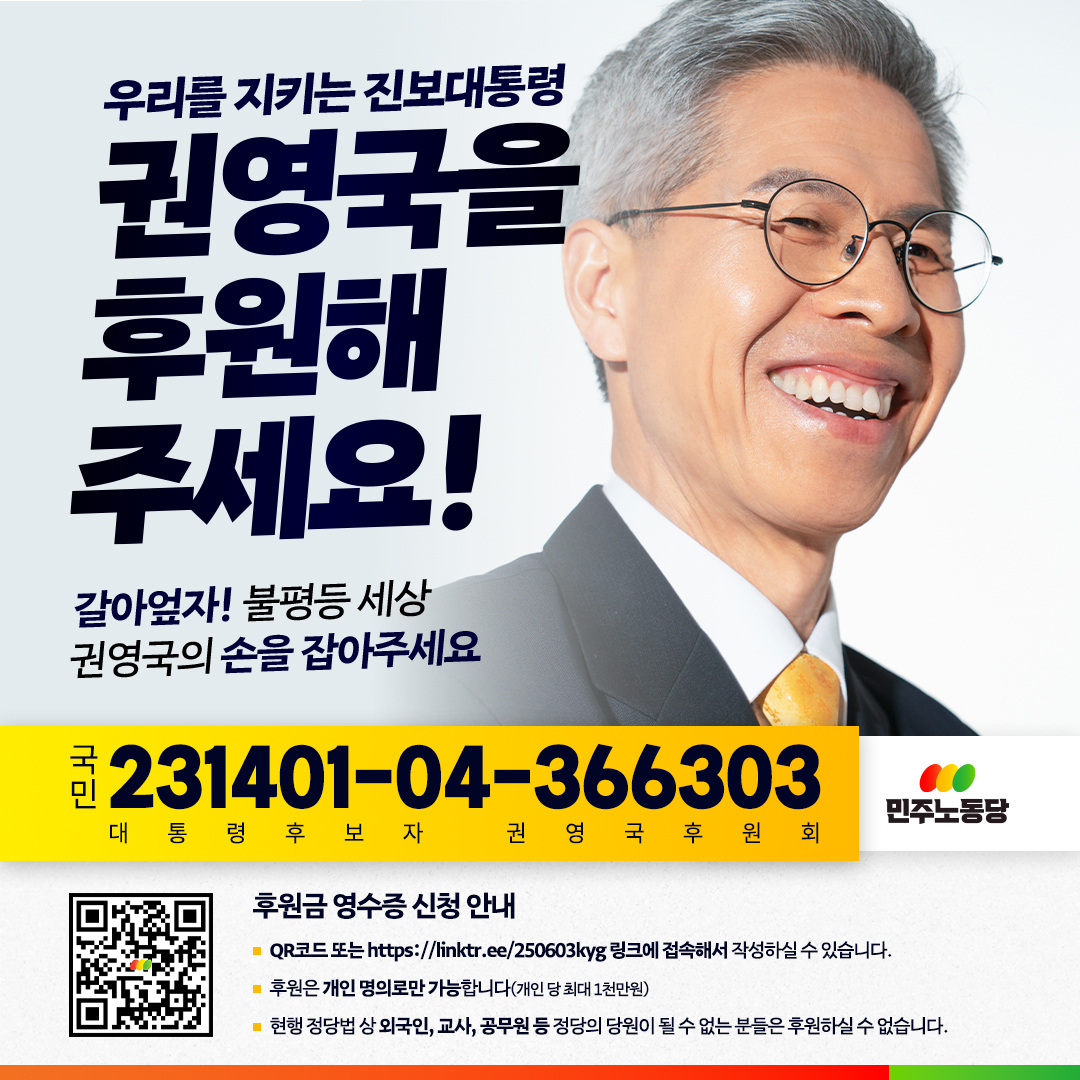 우리를 지키는 진보대통령
권영국을
후원해
주세요!
갈아엎자! 불평등 세상
권영국의 손을 잡아주세요
국민 231401-04-366303
대통령후보자 권영국후원회
민주노동당
후원금 영수증 신청 안내
QR코드 또는 https://linktr.ee/250603kyg 링크에 접속해서 작성하실 수 있습니다.
후원은 개인 명의로만 가능합니다(개인 당 최대 1천만원)
현행 정당법 상 외국인, 교사, 공무원 등 정당의 당원이 될 수 없는 분들은 후원하실 수 없습니다.